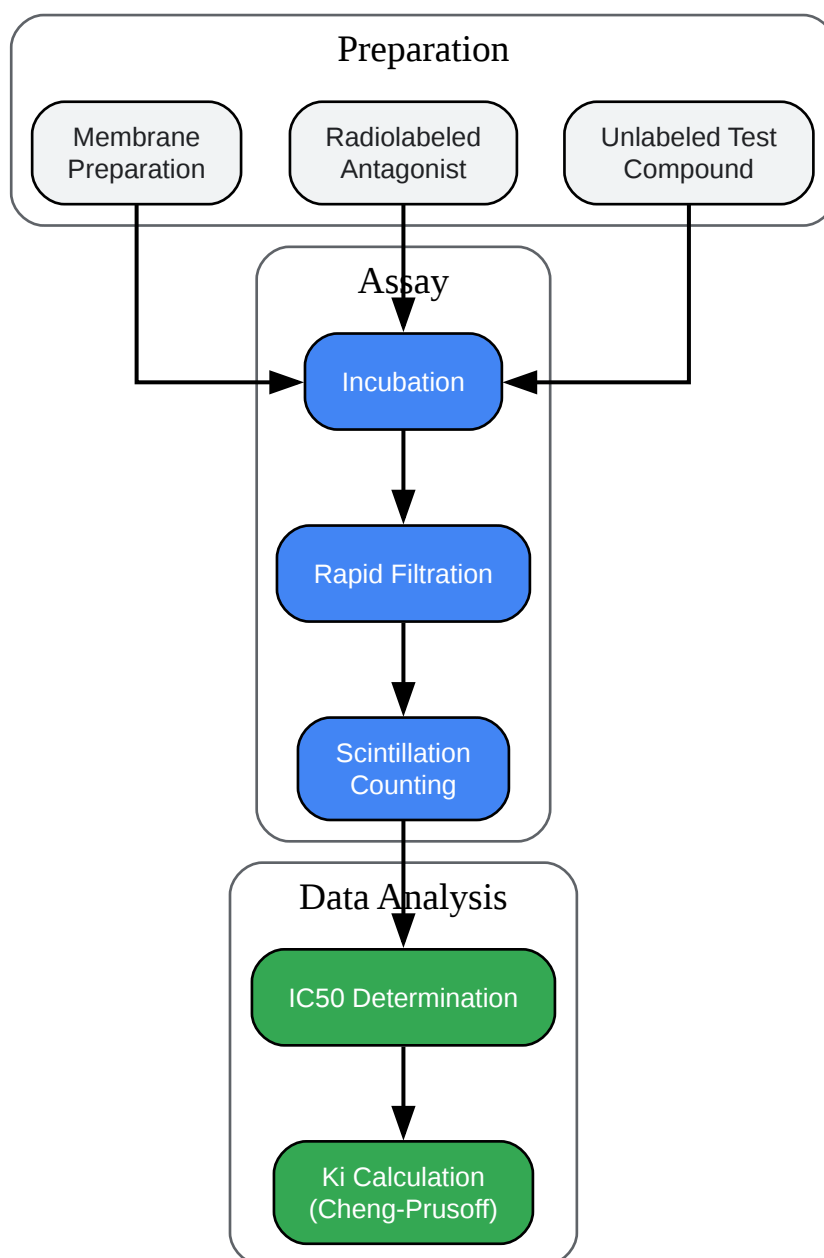 Preparation
Membrane
Preparation
Radiolabeled
Antagonist
Unlabeled Test
Compound
Assay
Incubation
Rapid Filtration
Scintillation
Counting
Data Analysis
IC50 Determination
Ki Calculation
(Cheng-Prusoff)